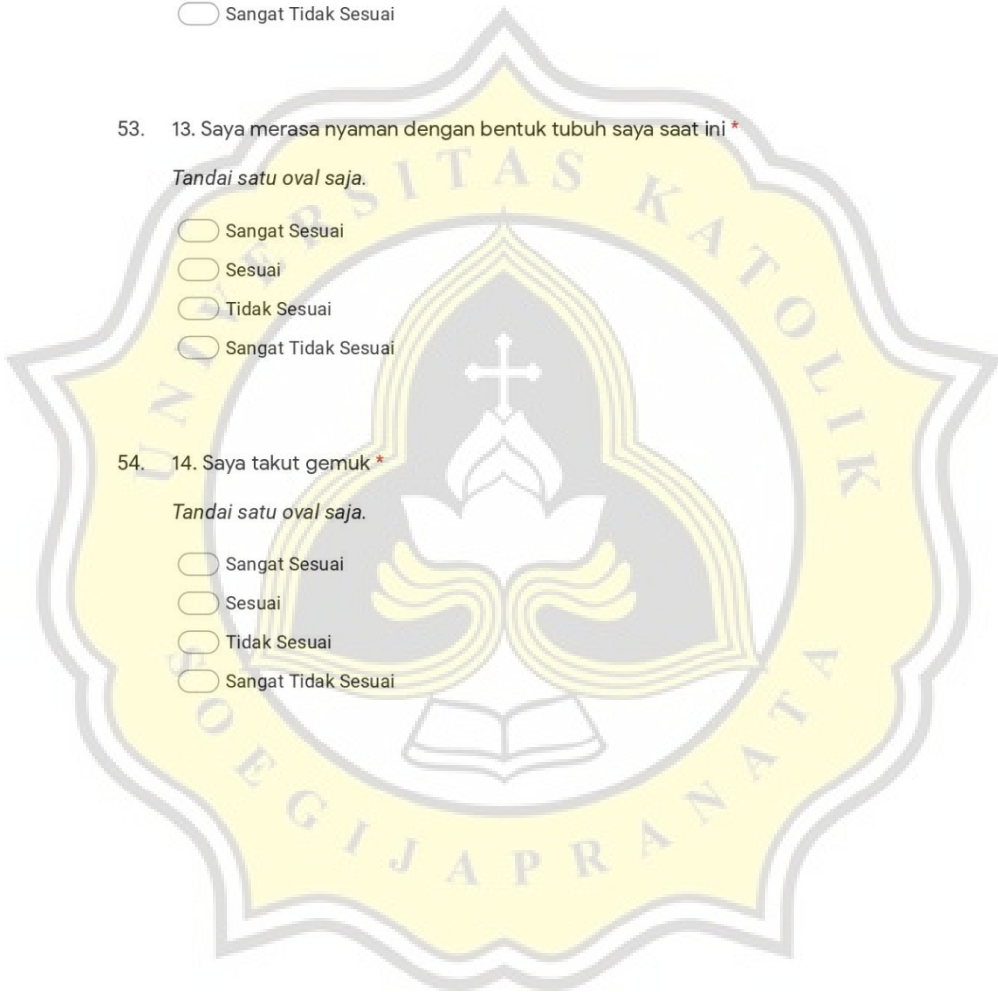 Sangat Tidak Sesuai
53. 13. Saya merasa nyaman dengan bentuk tubuh saya saat ini *
Tandai satu oval saja.
Sangat Sesuai
Sesuai
Tidak Sesuai
Sangat Tidak Sesuai
54. 14. Saya takut gemuk *
Tandai satu oval saja.
Sangat Sesuai
Sesuai
Tidak Sesuai
Sangat Tidak Sesuai
UNIVERSITAS KATOLIK
SOEGIJAPRANATA